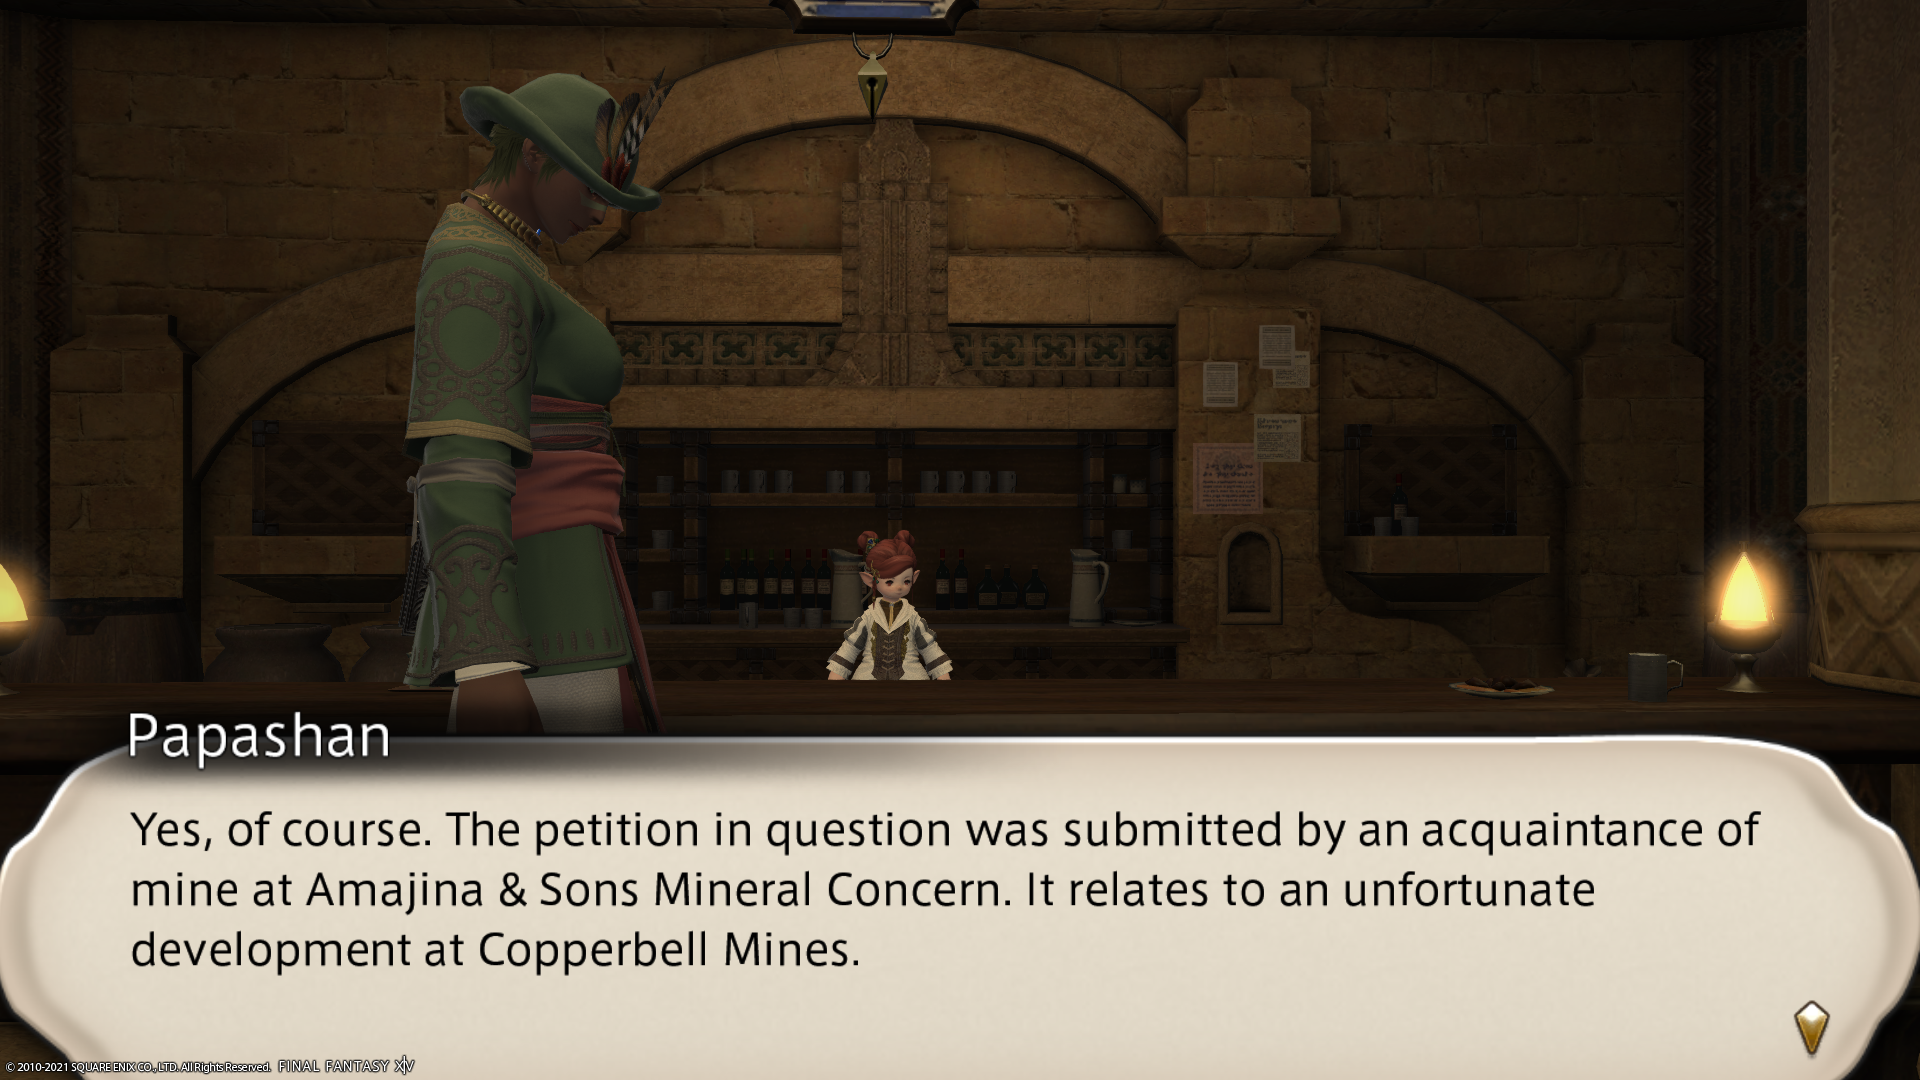 Papashan
Yes, of course. The petition in question was submitted by an acquaintance of
mine at Amajina & Sons Mineral Concern. It relates to an unfortunate
development at Copperbell Mines.
© 2010-2021 SQUARE ENIX CO., LTD. All Rights Reserved. FINAL FANTASY XIV